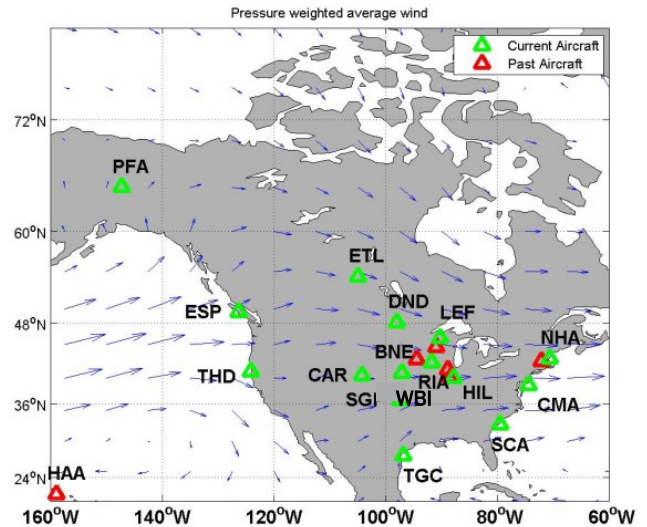 Pressure weighted average wind
Current Aircraft
Past Aircraft
72°N
PFA
60°N
ETL
DND
LEF
ESP
48°N
NHA
BNE
THD
CAR
RIA
SGI
WBI
HIL
36°N
CMA
SCA
HAA
24°N
TGC
160°W 140°W 120°W 100°W 80°W 60°W